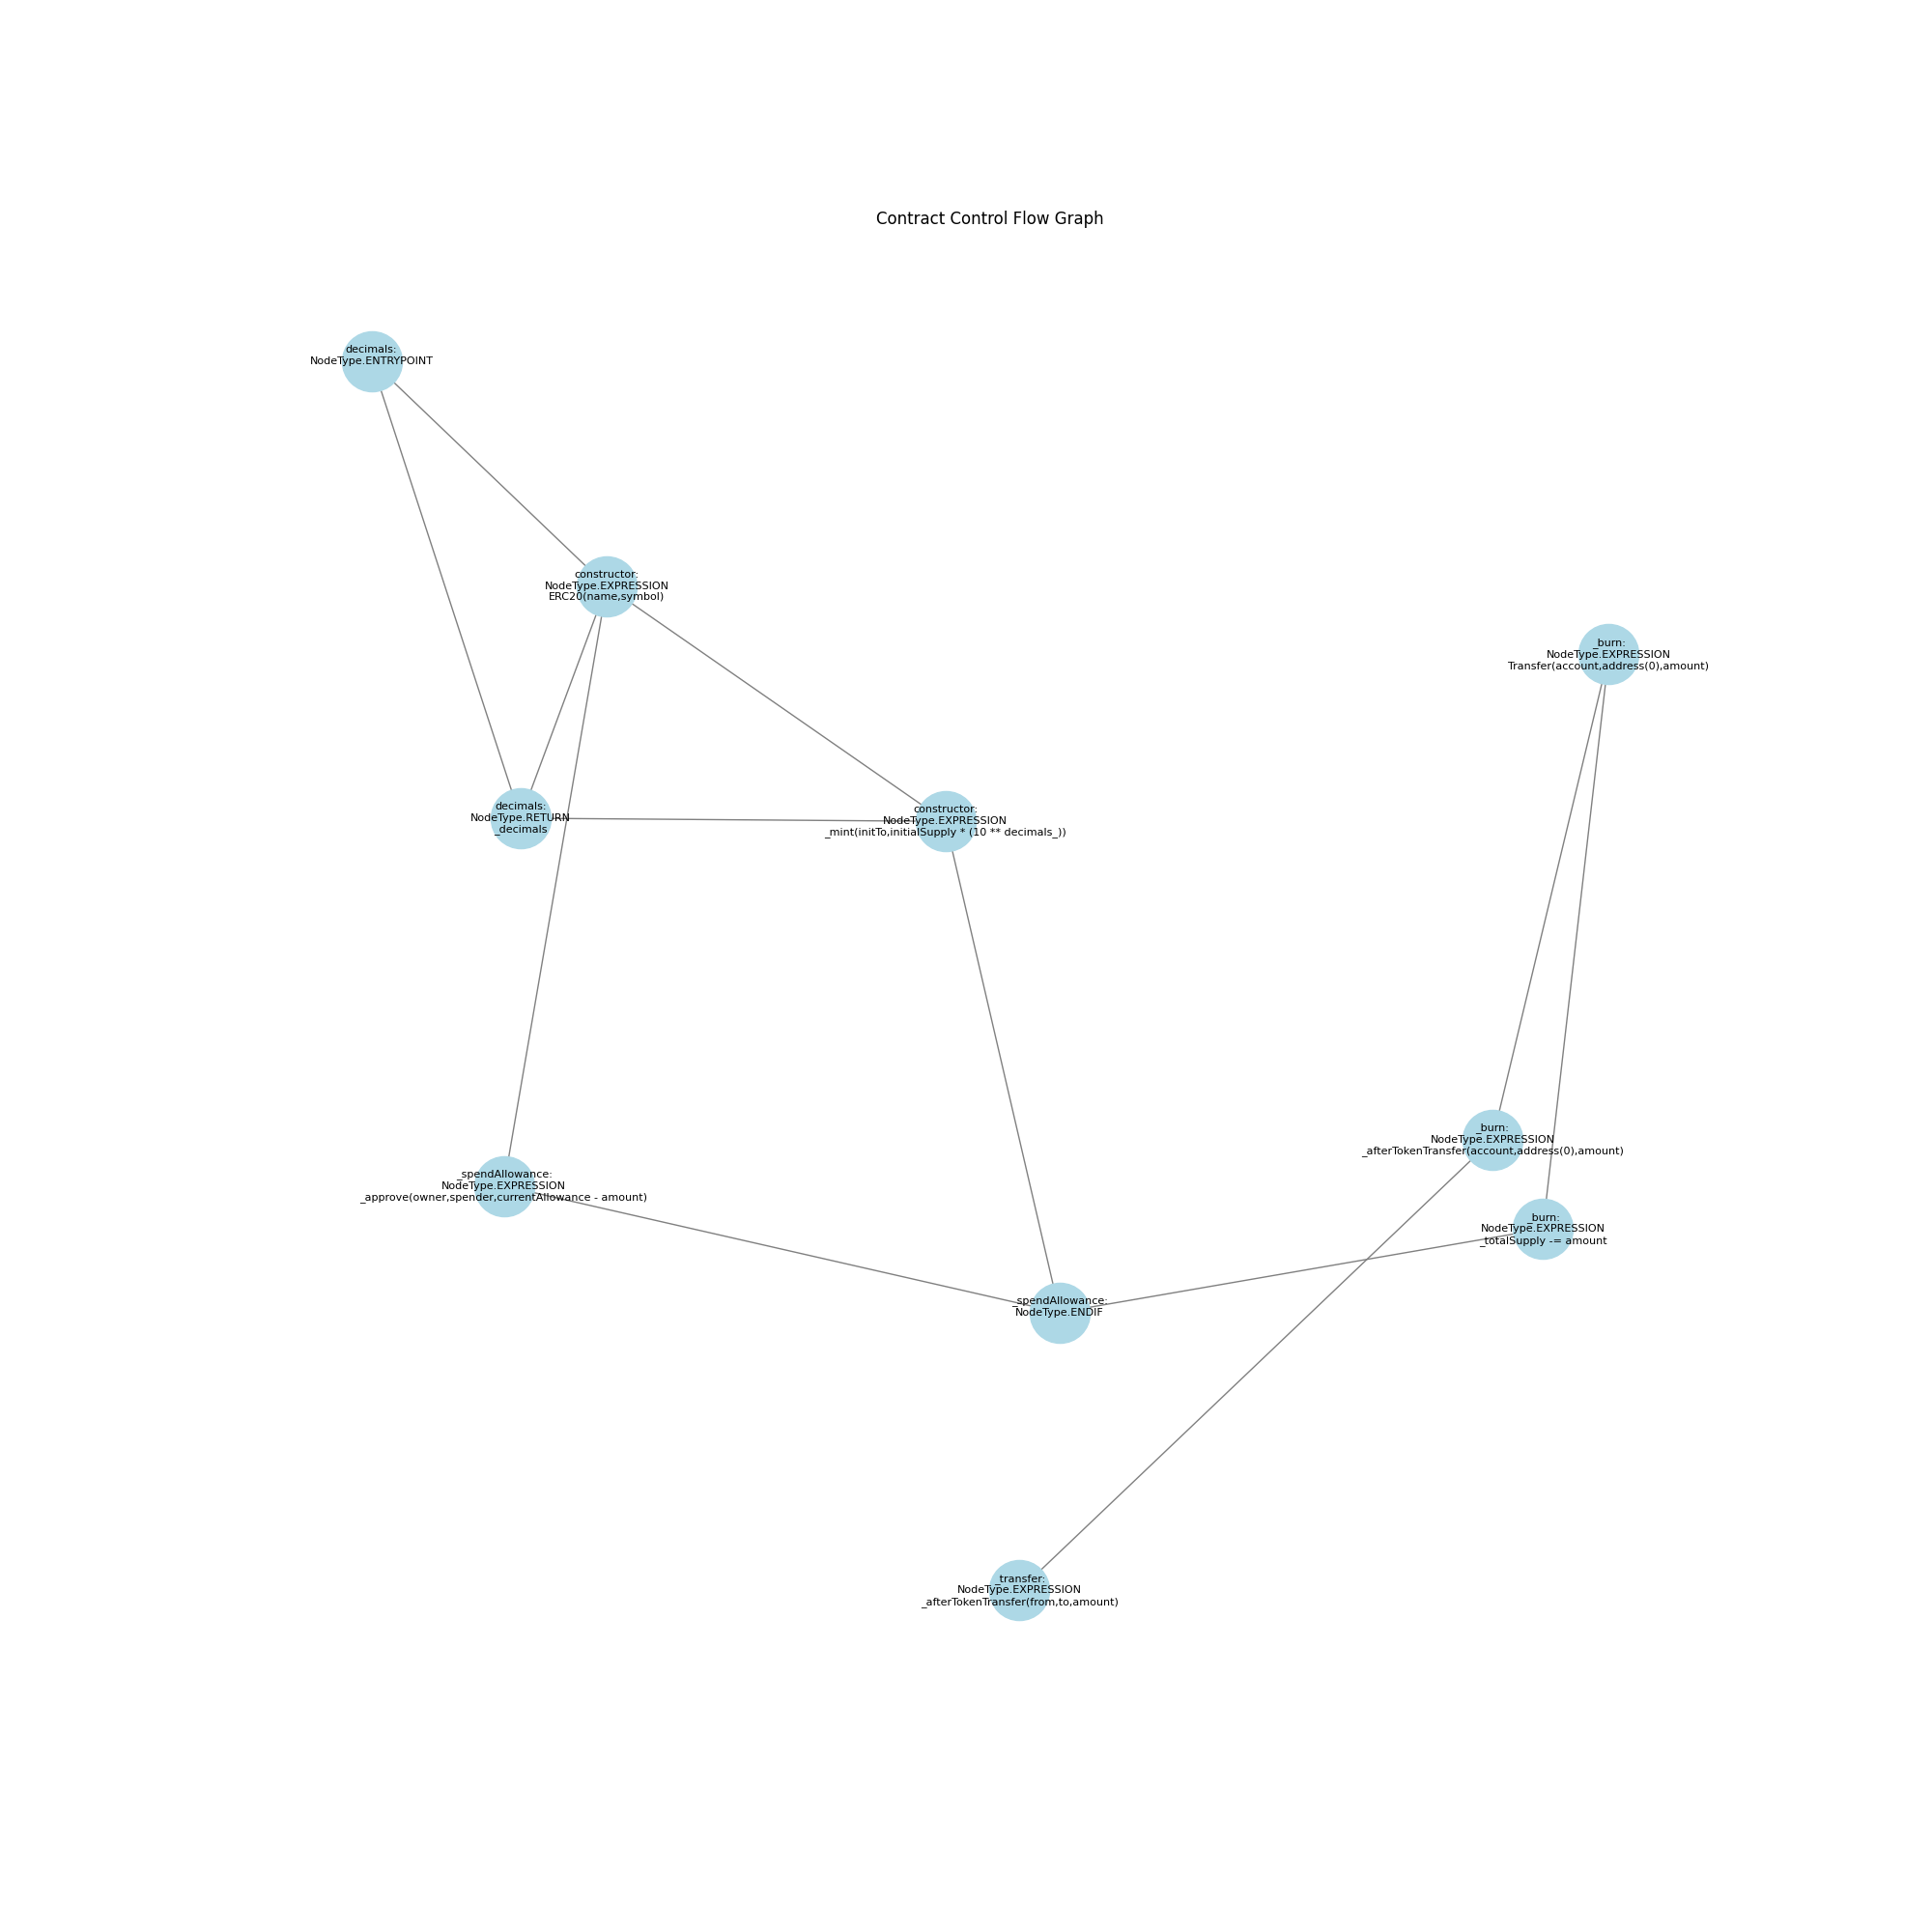 Contract Control Flow Graph
decimals:
NodeType.ENTRYPOINT
constructor:
NodeType.EXPRESSION
ERC20(name,symbol)
_burn:
NodeType.EXPRESSION
Transfer(account,address(0),amount)
decimals:
NodeType.RETURN
_decimals
constructor:
NodeType.EXPRESSION
_mint(initTo,initialSupply * (10 ** decimals_))
_burn:
NodeType.EXPRESSION
_afterTokenTransfer(account,address(0),amount)
_spendAllowance:
NodeType.EXPRESSION
_approve(owner,spender,currentAllowance - amount)
_burn:
NodeType.EXPRESSION
_totalSupply -= amount
_spendAllowance:
NodeType.ENDIF
_transfer:
NodeType.EXPRESSION
_afterTokenTransfer(from,to,amount)